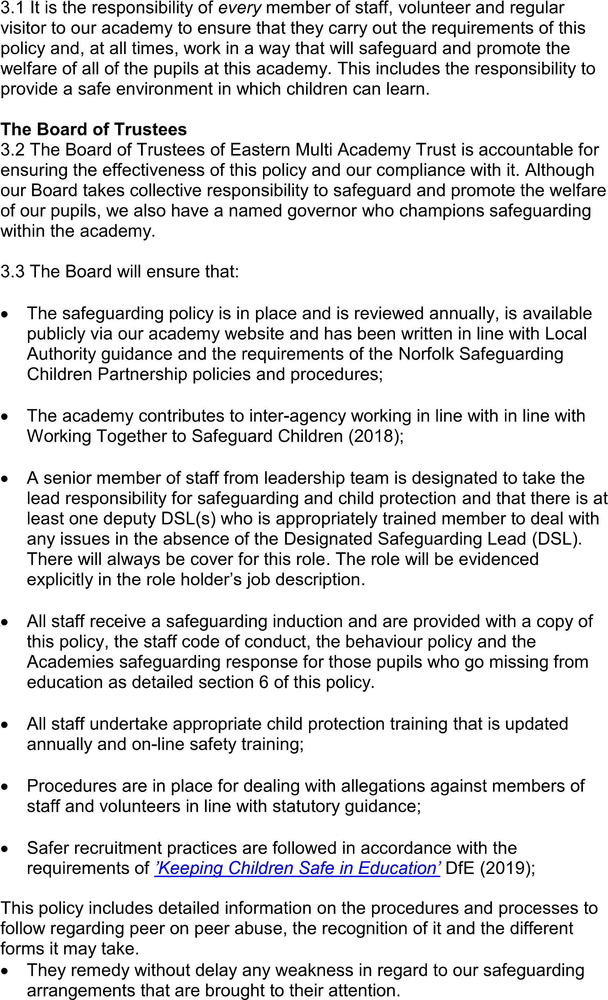 3.1 It is the responsibility of every member of staff, volunteer and regular
visitor to our academy to ensure that they carry out the requirements of this
policy and, at all times, work in a way that will safeguard and promote the
welfare of all of the pupils at this academy. This includes the responsibility to
provide a safe environment in which children can learn.
The Board of Trustees
3.2 The Board of Trustees of Eastern Multi Academy Trust is accountable for
ensuring the effectiveness of this policy and our compliance with it. Although
our Board takes collective responsibility to safeguard and promote the welfare
of our pupils, we also have a named governor who champions safeguarding
within the academy.
3.3 The Board will ensure that:
• The safeguarding policy is in place and is reviewed annually, is available
publicly via our academy website and has been written in line with Local
Authority guidance and the requirements of the Norfolk Safeguarding
Children Partnership policies and procedures;
• The academy contributes to inter-agency working in line with in line with
Working Together to Safeguard Children (2018);
• A senior member of staff from leadership team is designated to take the
lead responsibility for safeguarding and child protection and that there is at
least one deputy DSL(s) who is appropriately trained member to deal with
any issues in the absence of the Designated Safeguarding Lead (DSL).
There will always be cover for this role. The role will be evidenced
explicitly in the role holder’s job description.
• All staff receive a safeguarding induction and are provided with a copy of
this policy, the staff code of conduct, the behaviour policy and the
Academies safeguarding response for those pupils who go missing from
education as detailed section 6 of this policy.
• All staff undertake appropriate child protection training that is updated
annually and on-line safety training;
• Procedures are in place for dealing with allegations against members of
staff and volunteers in line with statutory guidance;
• Safer recruitment practices are followed in accordance with the
requirements of ’Keeping Children Safe in Education’ DfE (2019);
This policy includes detailed information on the procedures and processes to
follow regarding peer on peer abuse, the recognition of it and the different
forms it may take.
• They remedy without delay any weakness in regard to our safeguarding
arrangements that are brought to their attention.